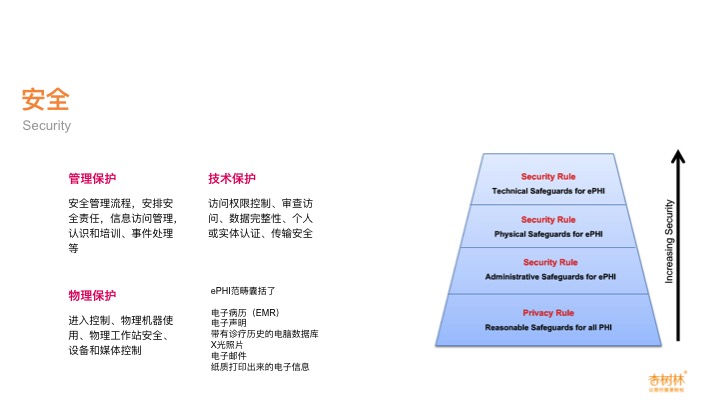 安全
Security
管理保护
安全管理流程，安排安
全责任，信息访问管理，
认识和培训、事件处理
等
技术保护
访问权限控制、审查访
问、数据完整性、个人
或实体认证、传输安全
物理保护
进入控制、物理机器使
用、物理工作站安全、
设备和媒体控制
ePHI范畴囊括了
电子病历（EMR）
电子声明
带有诊疗历史的电脑数据库
X光照片
电子邮件
纸质打印出来的电子信息
Security Rule
Technical Safeguards for ePHI
Security Rule
Physical Safeguards for ePHI
Security Rule
Administrative Safeguards for ePHI
Privacy Rule
Reasonable Safeguards for all PHI
Increasing Security
杏树林